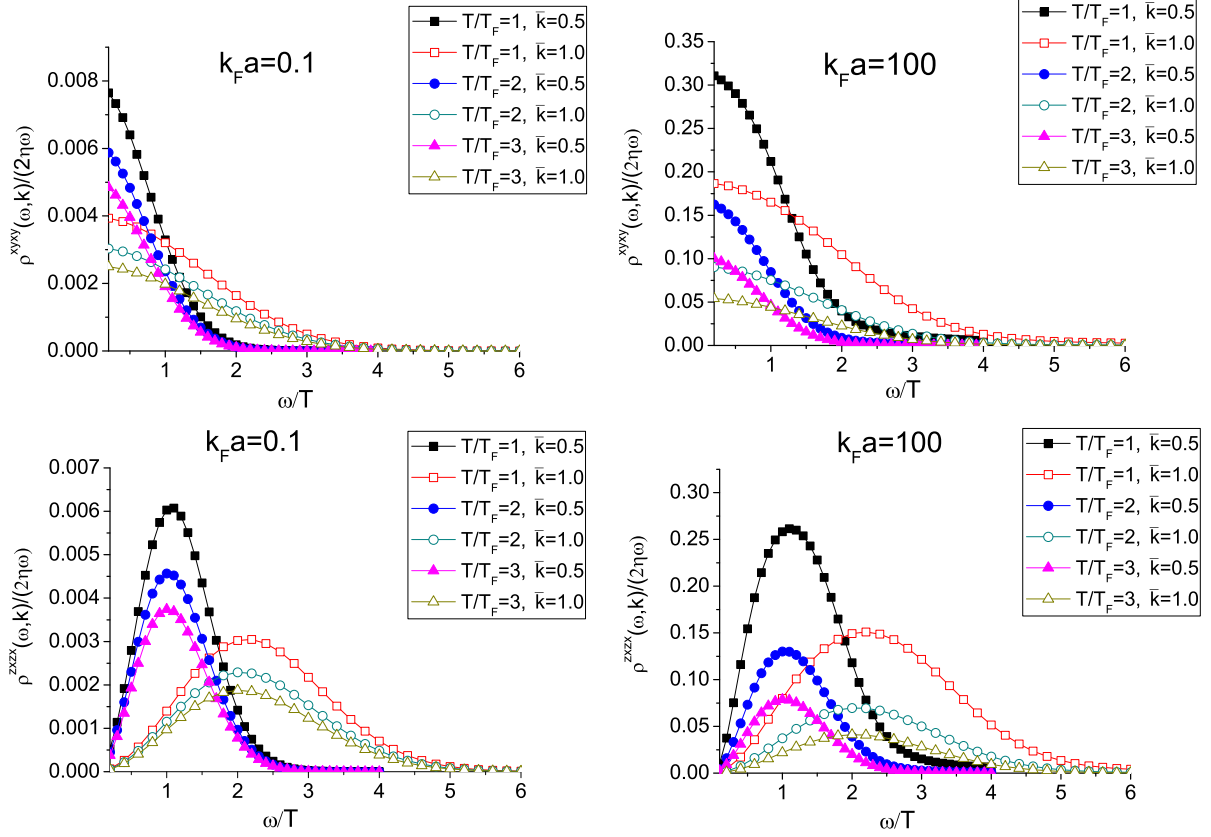 k_F a=0.1
T/T_F=1, k̄=0.5
T/T_F=1, k̄=1.0
T/T_F=2, k̄=0.5
T/T_F=2, k̄=1.0
T/T_F=3, k̄=0.5
T/T_F=3, k̄=1.0
ρ^xyxy(ω,k)/(2ηω)
0.008
0.006
0.004
0.002
0.000
1 2 3 4 5 6
ω/T
k_F a=100
T/T_F=1, k̄=0.5
T/T_F=1, k̄=1.0
T/T_F=2, k̄=0.5
T/T_F=2, k̄=1.0
T/T_F=3, k̄=0.5
T/T_F=3, k̄=1.0
ρ^xyxy(ω,k)/(2ηω)
0.35
0.30
0.25
0.20
0.15
0.10
0.05
0.00
1 2 3 4 5 6
ω/T
k_F a=0.1
T/T_F=1, k̄=0.5
T/T_F=1, k̄=1.0
T/T_F=2, k̄=0.5
T/T_F=2, k̄=1.0
T/T_F=3, k̄=0.5
T/T_F=3, k̄=1.0
ρ^zxzx(ω,k)/(2ηω)
0.007
0.006
0.005
0.004
0.003
0.002
0.001
0.000
1 2 3 4 5 6
ω/T
k_F a=100
T/T_F=1, k̄=0.5
T/T_F=1, k̄=1.0
T/T_F=2, k̄=0.5
T/T_F=2, k̄=1.0
T/T_F=3, k̄=0.5
T/T_F=3, k̄=1.0
ρ^zxzx(ω,k)/(2ηω)
0.30
0.25
0.20
0.15
0.10
0.05
0.00
1 2 3 4 5 6
ω/T